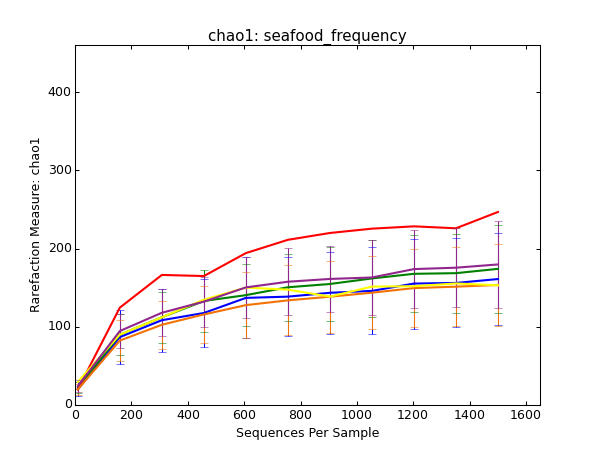 chao1: seafood_frequency
Rarefaction Measure: chao1
400
300
200
100
0
0 200 400 600 800 1000 1200 1400 1600
Sequences Per Sample